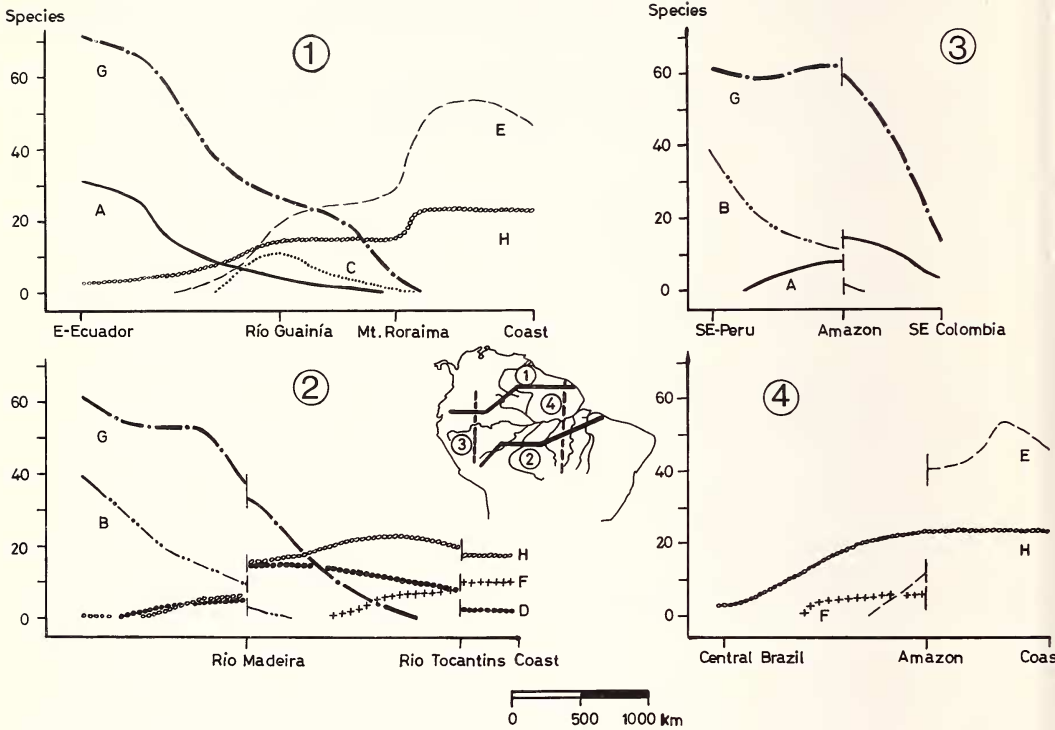 Species
①
60
40
20
0
G
A
E
H
C
E-Ecuador
Río Guainía
Mt. Roraima
Coast
Species
③
60
40
20
0
G
B
A
SE-Peru
Amazon
SE Colombia
②
60
40
20
0
G
B
H
F
D
Río Madeira
Rio Tocantins
Coast
①
④
③
②
④
60
40
20
0
E
H
F
Central Brazil
Amazon
Coas
0
500
1000 km